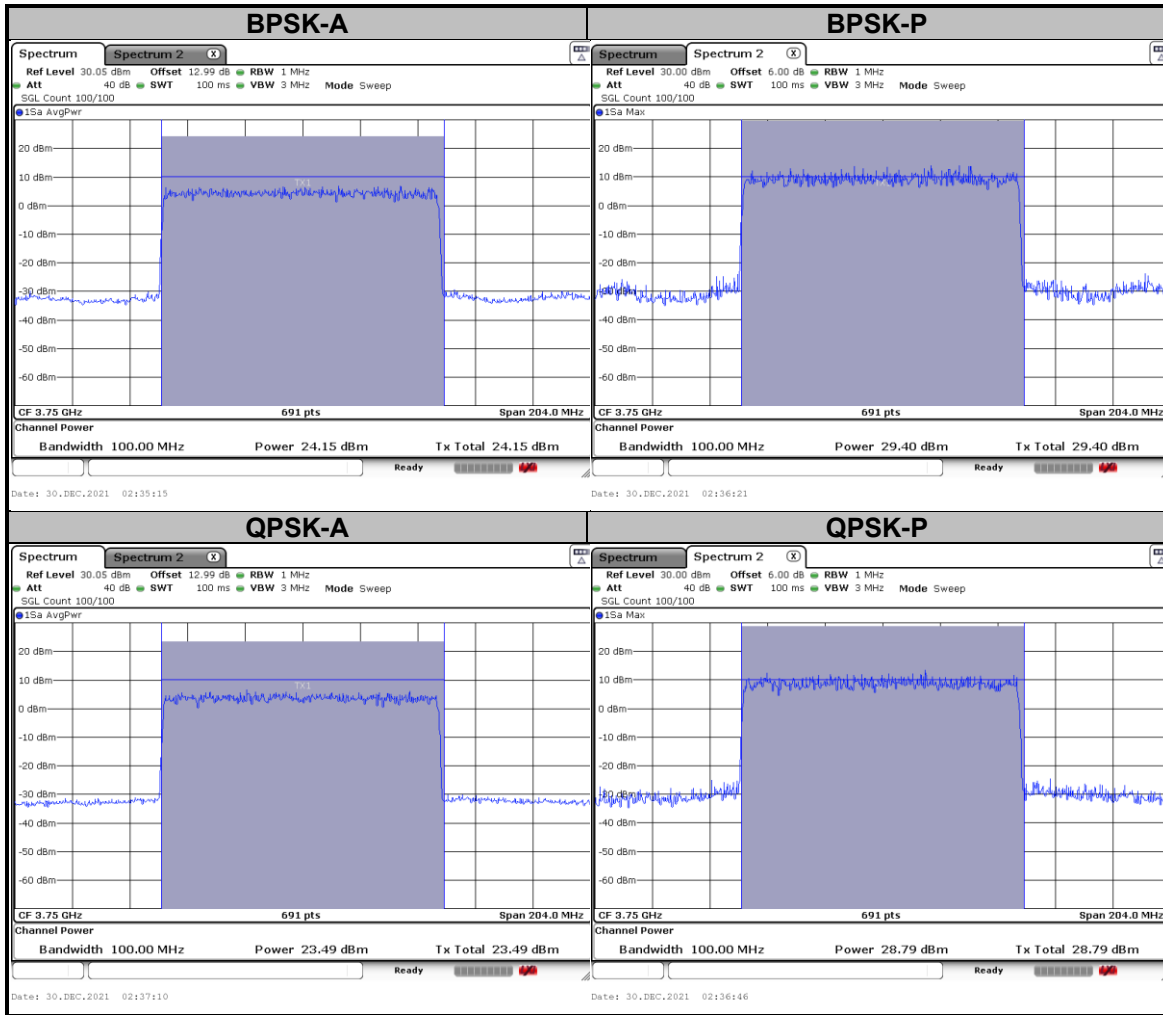 BPSK-A
BPSK-P
Spectrum Spectrum 2 X
Ref Level 30.05 dBm Offset 12.99 dB RBW 1 MHz
Att 40 dB SWT 100 ms VBW 3 MHz Mode Sweep
SGL Count 100/100
1Sa AvgPwr
20 dBm
10 dBm
TX1
0 dBm
-10 dBm
-20 dBm
-30 dBm
-40 dBm
-50 dBm
-60 dBm
CF 3.75 GHz 691 pts Span 204.0 MHz
Channel Power
Bandwidth 100.00 MHz Power 24.15 dBm Tx Total 24.15 dBm
Ready
Date: 30.DEC.2021 02:35:15
Spectrum Spectrum 2 X
Ref Level 30.00 dBm Offset 6.00 dB RBW 1 MHz
Att 40 dB SWT 100 ms VBW 3 MHz Mode Sweep
SGL Count 100/100
1Sa Max
20 dBm
10 dBm
0 dBm
-10 dBm
-20 dBm
-30 dBm
-40 dBm
-50 dBm
-60 dBm
CF 3.75 GHz 691 pts Span 204.0 MHz
Channel Power
Bandwidth 100.00 MHz Power 29.40 dBm Tx Total 29.40 dBm
Ready
Date: 30.DEC.2021 02:36:21
QPSK-A
QPSK-P
Spectrum Spectrum 2 X
Ref Level 30.05 dBm Offset 12.99 dB RBW 1 MHz
Att 40 dB SWT 100 ms VBW 3 MHz Mode Sweep
SGL Count 100/100
1Sa AvgPwr
20 dBm
10 dBm
TX1
0 dBm
-10 dBm
-20 dBm
-30 dBm
-40 dBm
-50 dBm
-60 dBm
CF 3.75 GHz 691 pts Span 204.0 MHz
Channel Power
Bandwidth 100.00 MHz Power 23.49 dBm Tx Total 23.49 dBm
Ready
Date: 30.DEC.2021 02:37:10
Spectrum Spectrum 2 X
Ref Level 30.00 dBm Offset 6.00 dB RBW 1 MHz
Att 40 dB SWT 100 ms VBW 3 MHz Mode Sweep
SGL Count 100/100
1Sa Max
20 dBm
10 dBm
0 dBm
-10 dBm
-20 dBm
-30 dBm
-40 dBm
-50 dBm
-60 dBm
CF 3.75 GHz 691 pts Span 204.0 MHz
Channel Power
Bandwidth 100.00 MHz Power 28.79 dBm Tx Total 28.79 dBm
Ready
Date: 30.DEC.2021 02:36:46